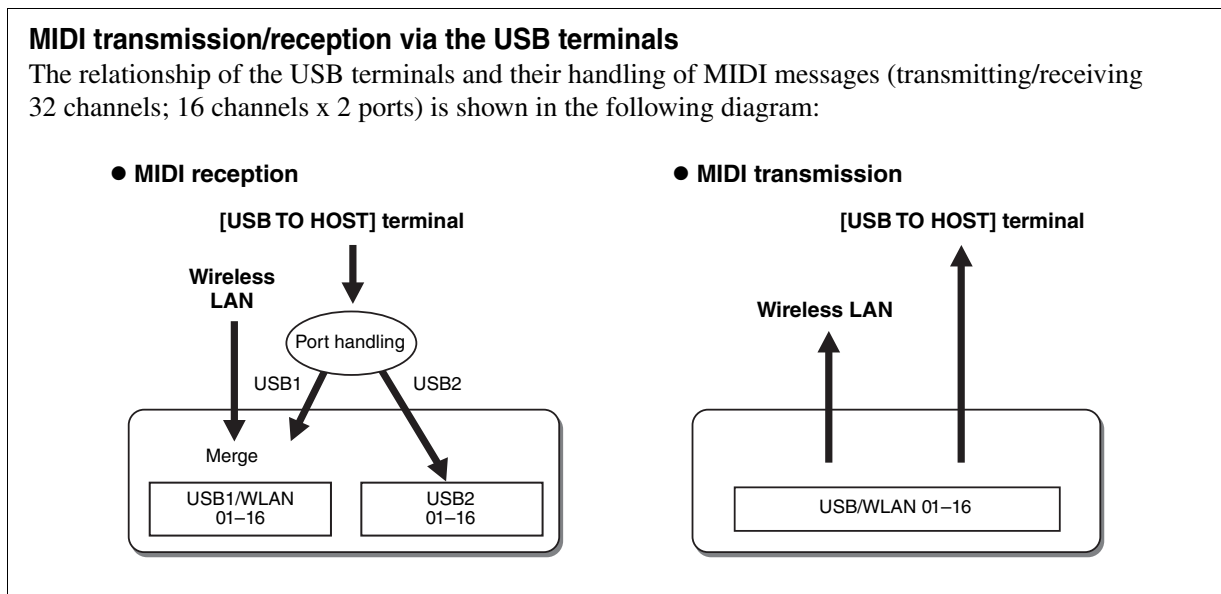 MIDI transmission/reception via the USB terminals
The relationship of the USB terminals and their handling of MIDI messages (transmitting/receiving
32 channels; 16 channels x 2 ports) is shown in the following diagram:
● MIDI reception
[USB TO HOST] terminal
Wireless
LAN
Port handling
USB1
USB2
Merge
USB1/WLAN
01–16
USB2
01–16
● MIDI transmission
[USB TO HOST] terminal
Wireless LAN
USB/WLAN 01–16